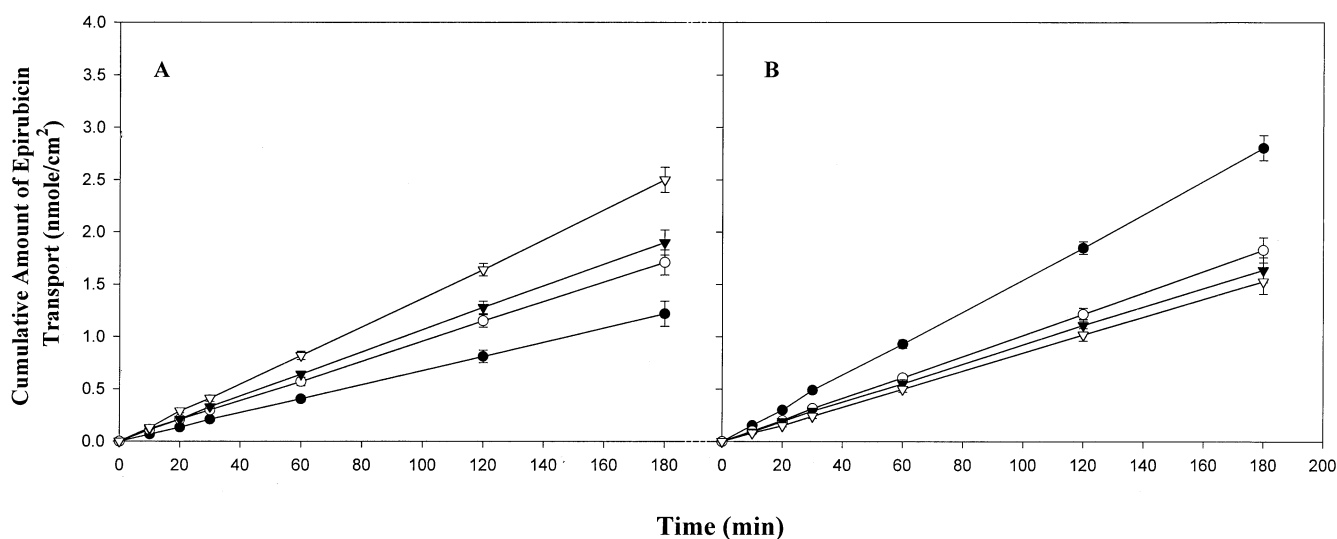 Cumulative Amount of Epirubicin
Transport (nmole/cm²)
4.0
3.5
3.0
2.5
2.0
1.5
1.0
0.5
0.0
A
B
0 20 40 60 80 100 120 140 160 180 0 20 40 60 80 100 120 140 160 180 200
Time (min)